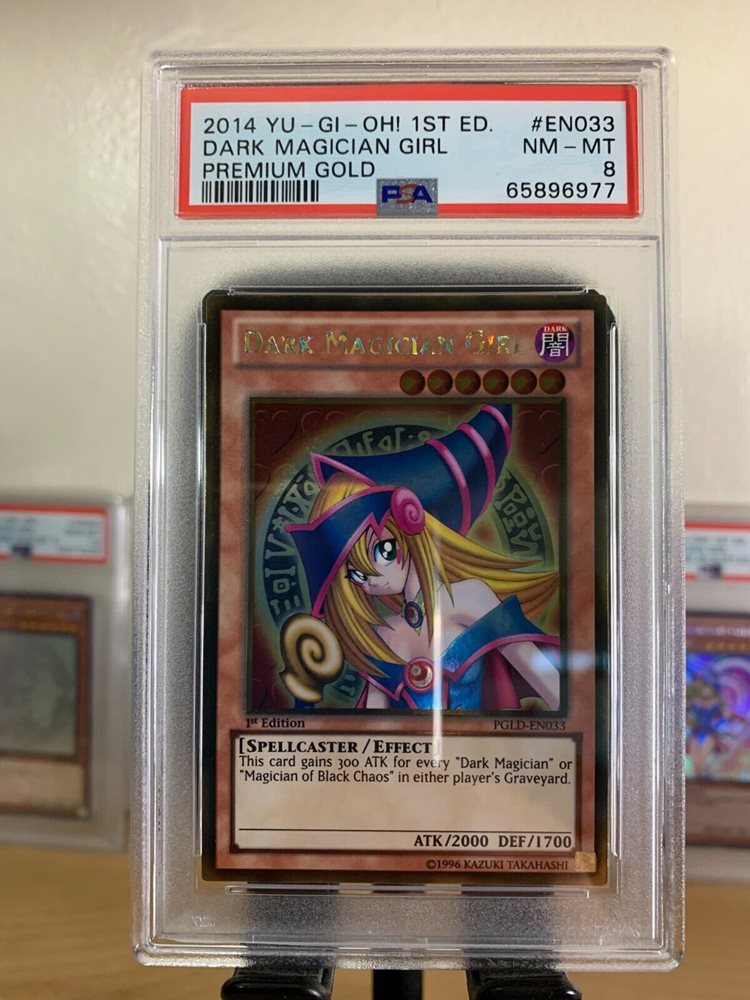 2014 YU-GI-OH! 1ST ED. #EN033
DARK MAGICIAN GIRL NM-MT
PREMIUM GOLD 8
PSA 65896977
DARK MAGICIAN GIRL
DARK
闇
1st Edition PGLD-EN033
[SPELLCASTER/EFFECT]
This card gains 300 ATK for every "Dark Magician" or
"Magician of Black Chaos" in either player's Graveyard.
ATK/2000 DEF/1700
©1996 KAZUKI TAKAHASHI